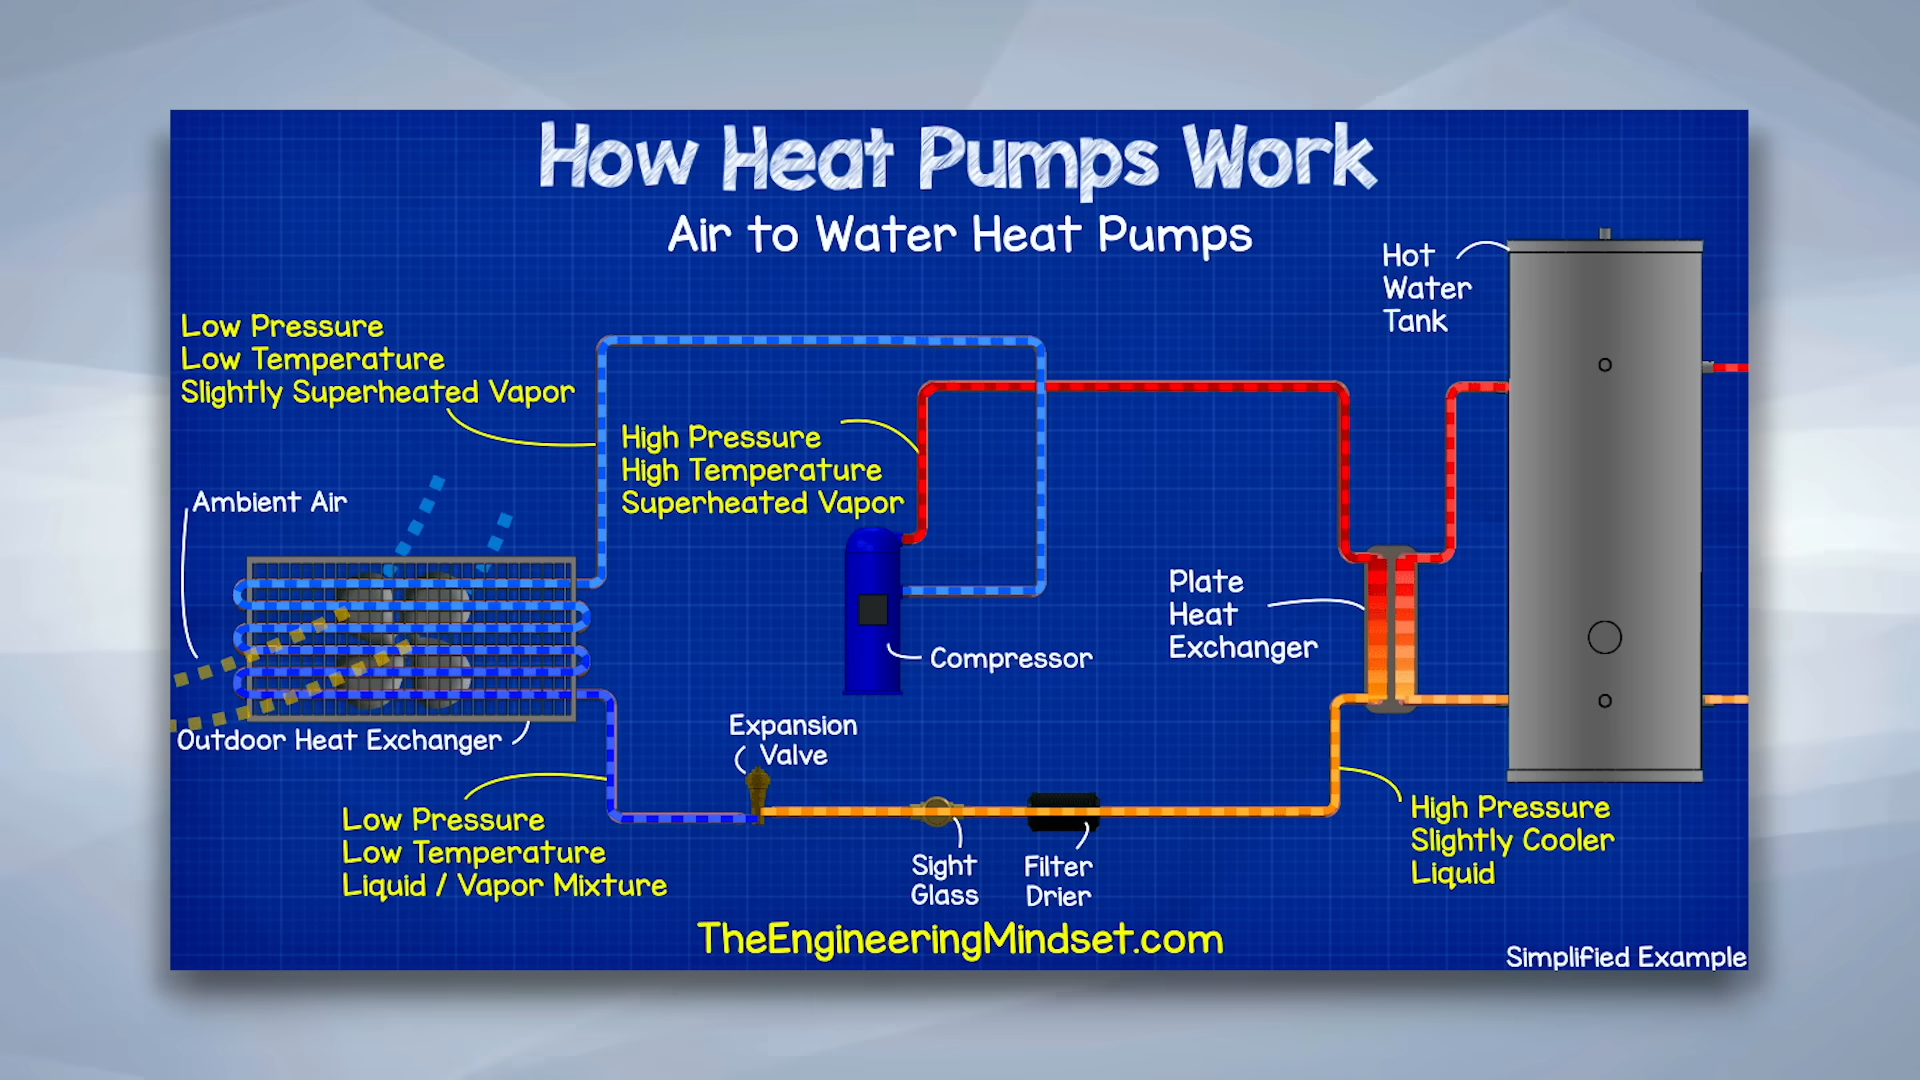 How Heat Pumps Work
Air to Water Heat Pumps
Hot
Water
Tank
Low Pressure
Low Temperature
Slightly Superheated Vapor
High Pressure
High Temperature
Superheated Vapor
Ambient Air
Plate
Heat
Exchanger
Compressor
Outdoor Heat Exchanger
Expansion
Valve
Low Pressure
Low Temperature
Liquid / Vapor Mixture
Sight
Glass
Filter
Drier
High Pressure
Slightly Cooler
Liquid
TheEngineeringMindset.com
Simplified Example